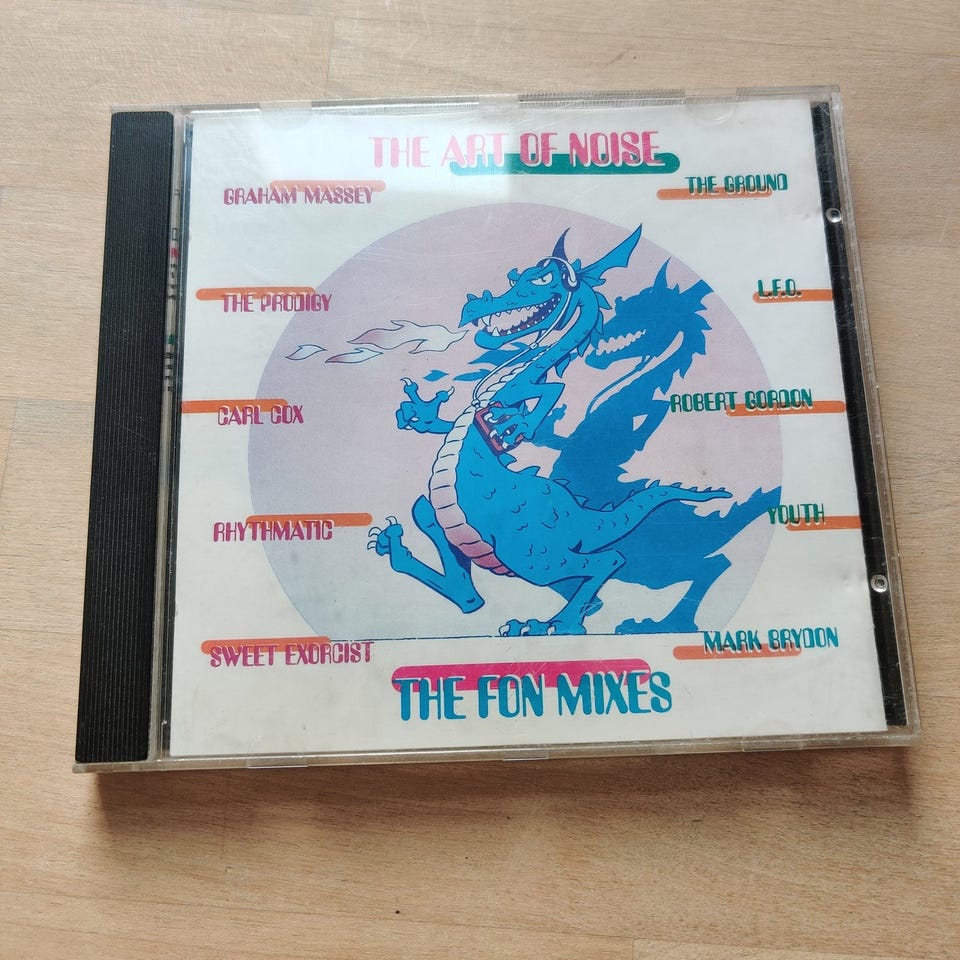 THE ART OF NOISE
GRAHAM MASSEY
THE GROUND
THE PRODIGY
L.F.O.
CARL COX
ROBERT GORDON
RHYTHMATIC
YOUTH
SWEET EXORCIST
MARK BRYDON
THE FON MIXES